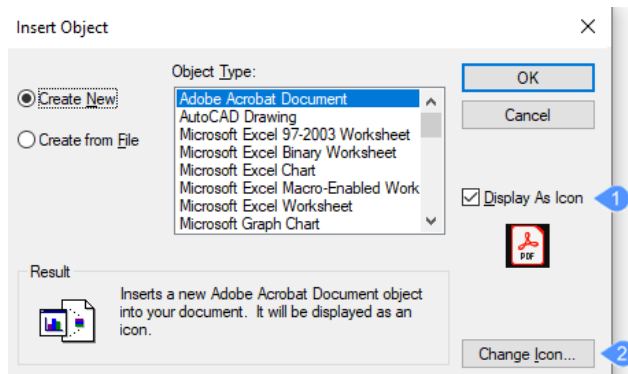 Insert Object
Object Type:
Create New
Create from File
Adobe Acrobat Document
AutoCAD Drawing
Microsoft Excel 97-2003 Worksheet
Microsoft Excel Binary Worksheet
Microsoft Excel Chart
Microsoft Excel Macro-Enabled Work
Microsoft Excel Worksheet
Microsoft Graph Chart
OK
Cancel
Display As Icon
1
PDF
Result
Inserts a new Adobe Acrobat Document object
into your document. It will be displayed as an
icon.
Change Icon...
2